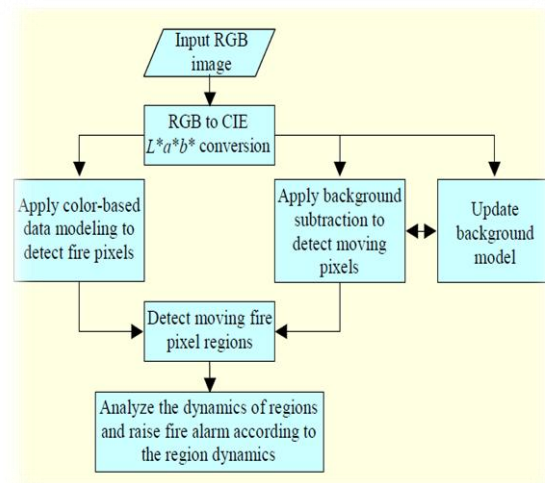 Input RGB
image
RGB to CIE
L*a*b* conversion
Apply color-based
data modeling to
detect fire pixels
Apply background
subtraction to
detect moving
pixels
Update
background
model
Detect moving fire
pixel regions
Analyze the dynamics of regions
and raise fire alarm according to
the region dynamics